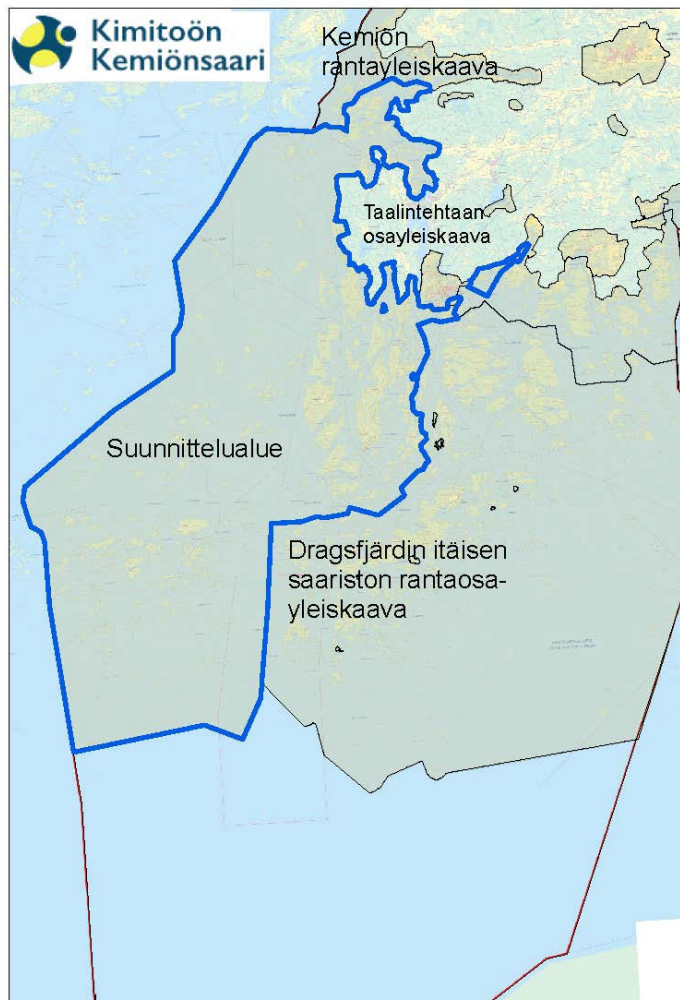 Kimitoön
Kemiönsaari
Kemiön
rantayleiskaava
Taalintehtaan
osayleiskaava
Suunnittelualue
Dragsfjärdin itäisen
saariston rantaosa-
yleiskaava